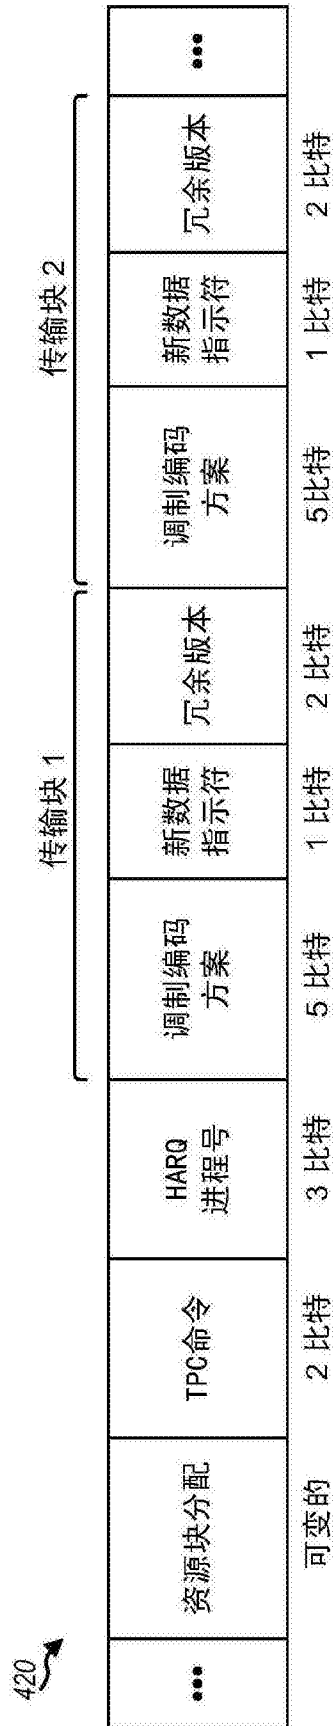 420
传输块 1
传输块 2
•••
资源块分配
TPC命令
HARQ
进程号
调制编码
方案
新数据
指示符
冗余版本
调制编码
方案
新数据
指示符
冗余版本
•••
可变的
2 比特
3 比特
5 比特
1 比特
2 比特
5比特
1 比特
2 比特